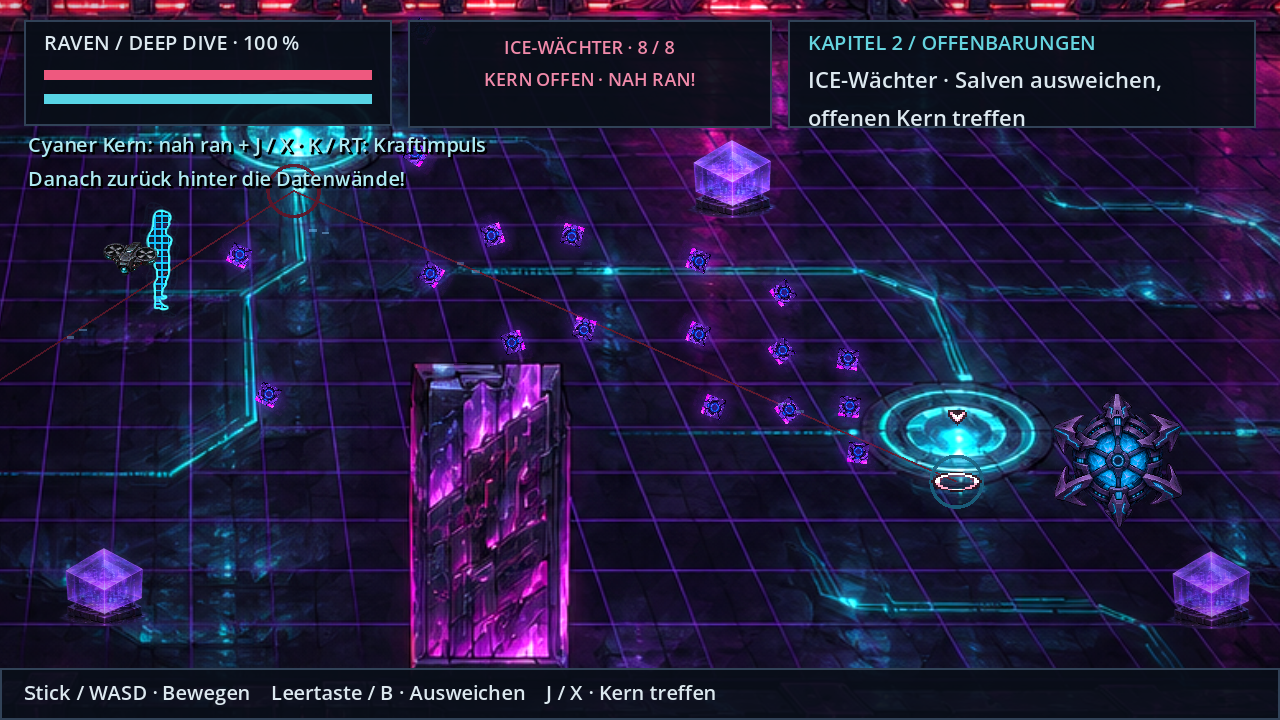 RAVEN / DEEP DIVE · 100 %
ICE-WÄCHTER · 8 / 8
KERN OFFEN · NAH RAN!
KAPITEL 2 / OFFENBARUNGEN
ICE-Wächter · Salven ausweichen,
offenen Kern treffen
Cyaner Kern: nah ran + J / X · K / RT: Kraftimpuls
Danach zurück hinter die Datenwände!
Stick / WASD · Bewegen    Leertaste / B · Ausweichen    J / X · Kern treffen